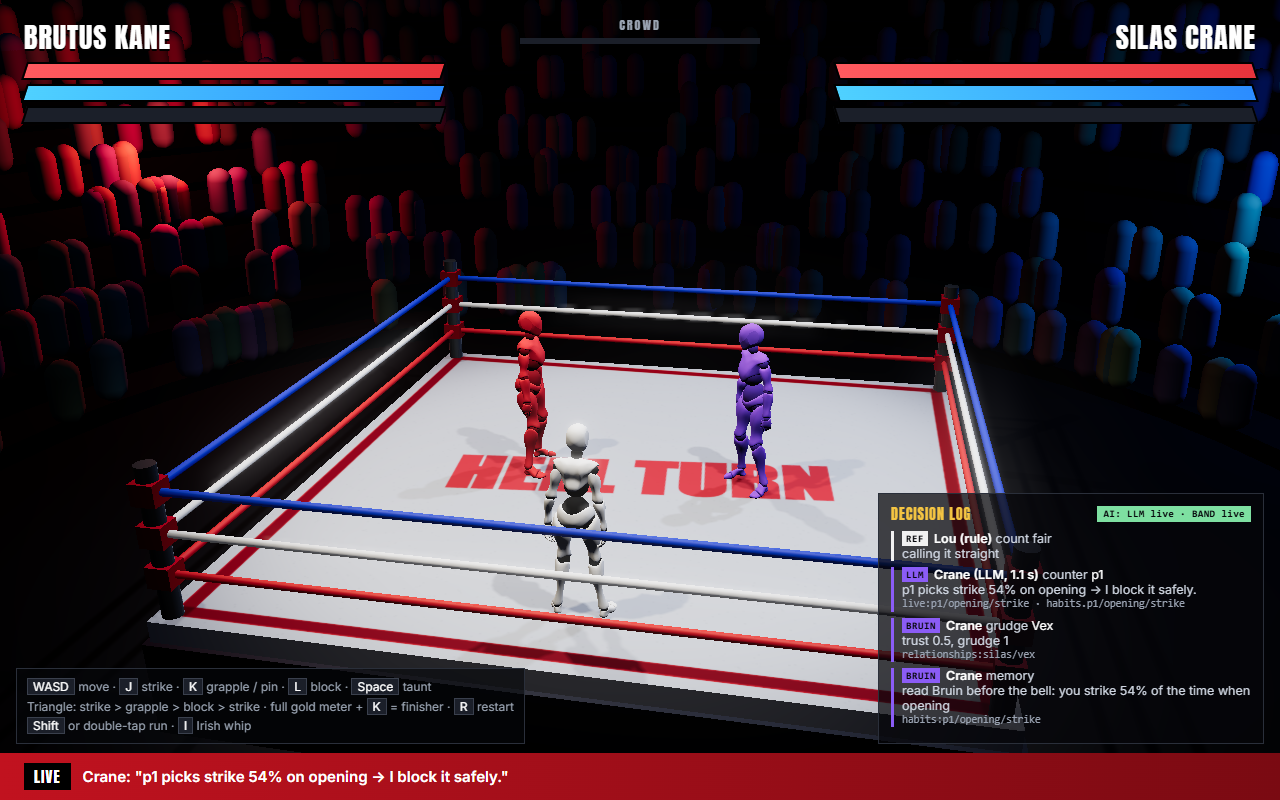 BRUTUS KANE
CROWD
SILAS CRANE
HEEL TURN
DECISION LOG
AI: LLM live · BAND live
REF Lou (rule) count fair
calling it straight
LLM Crane (LLM, 1.1 s) counter p1
p1 picks strike 54% on opening → I block it safely.
live:p1/opening/strike · habits.p1/opening/strike
BRUIN Crane grudge Vex
trust 0.5, grudge 1
relationships:silas/vex
BRUIN Crane memory
read Bruin before the bell: you strike 54% of the time when
opening
habits:p1/opening/strike
WASD move · J strike · K grapple / pin · L block · Space taunt
Triangle: strike > grapple > block > strike · full gold meter + K = finisher · R restart
Shift or double-tap run · I Irish whip
LIVE Crane: "p1 picks strike 54% on opening → I block it safely."